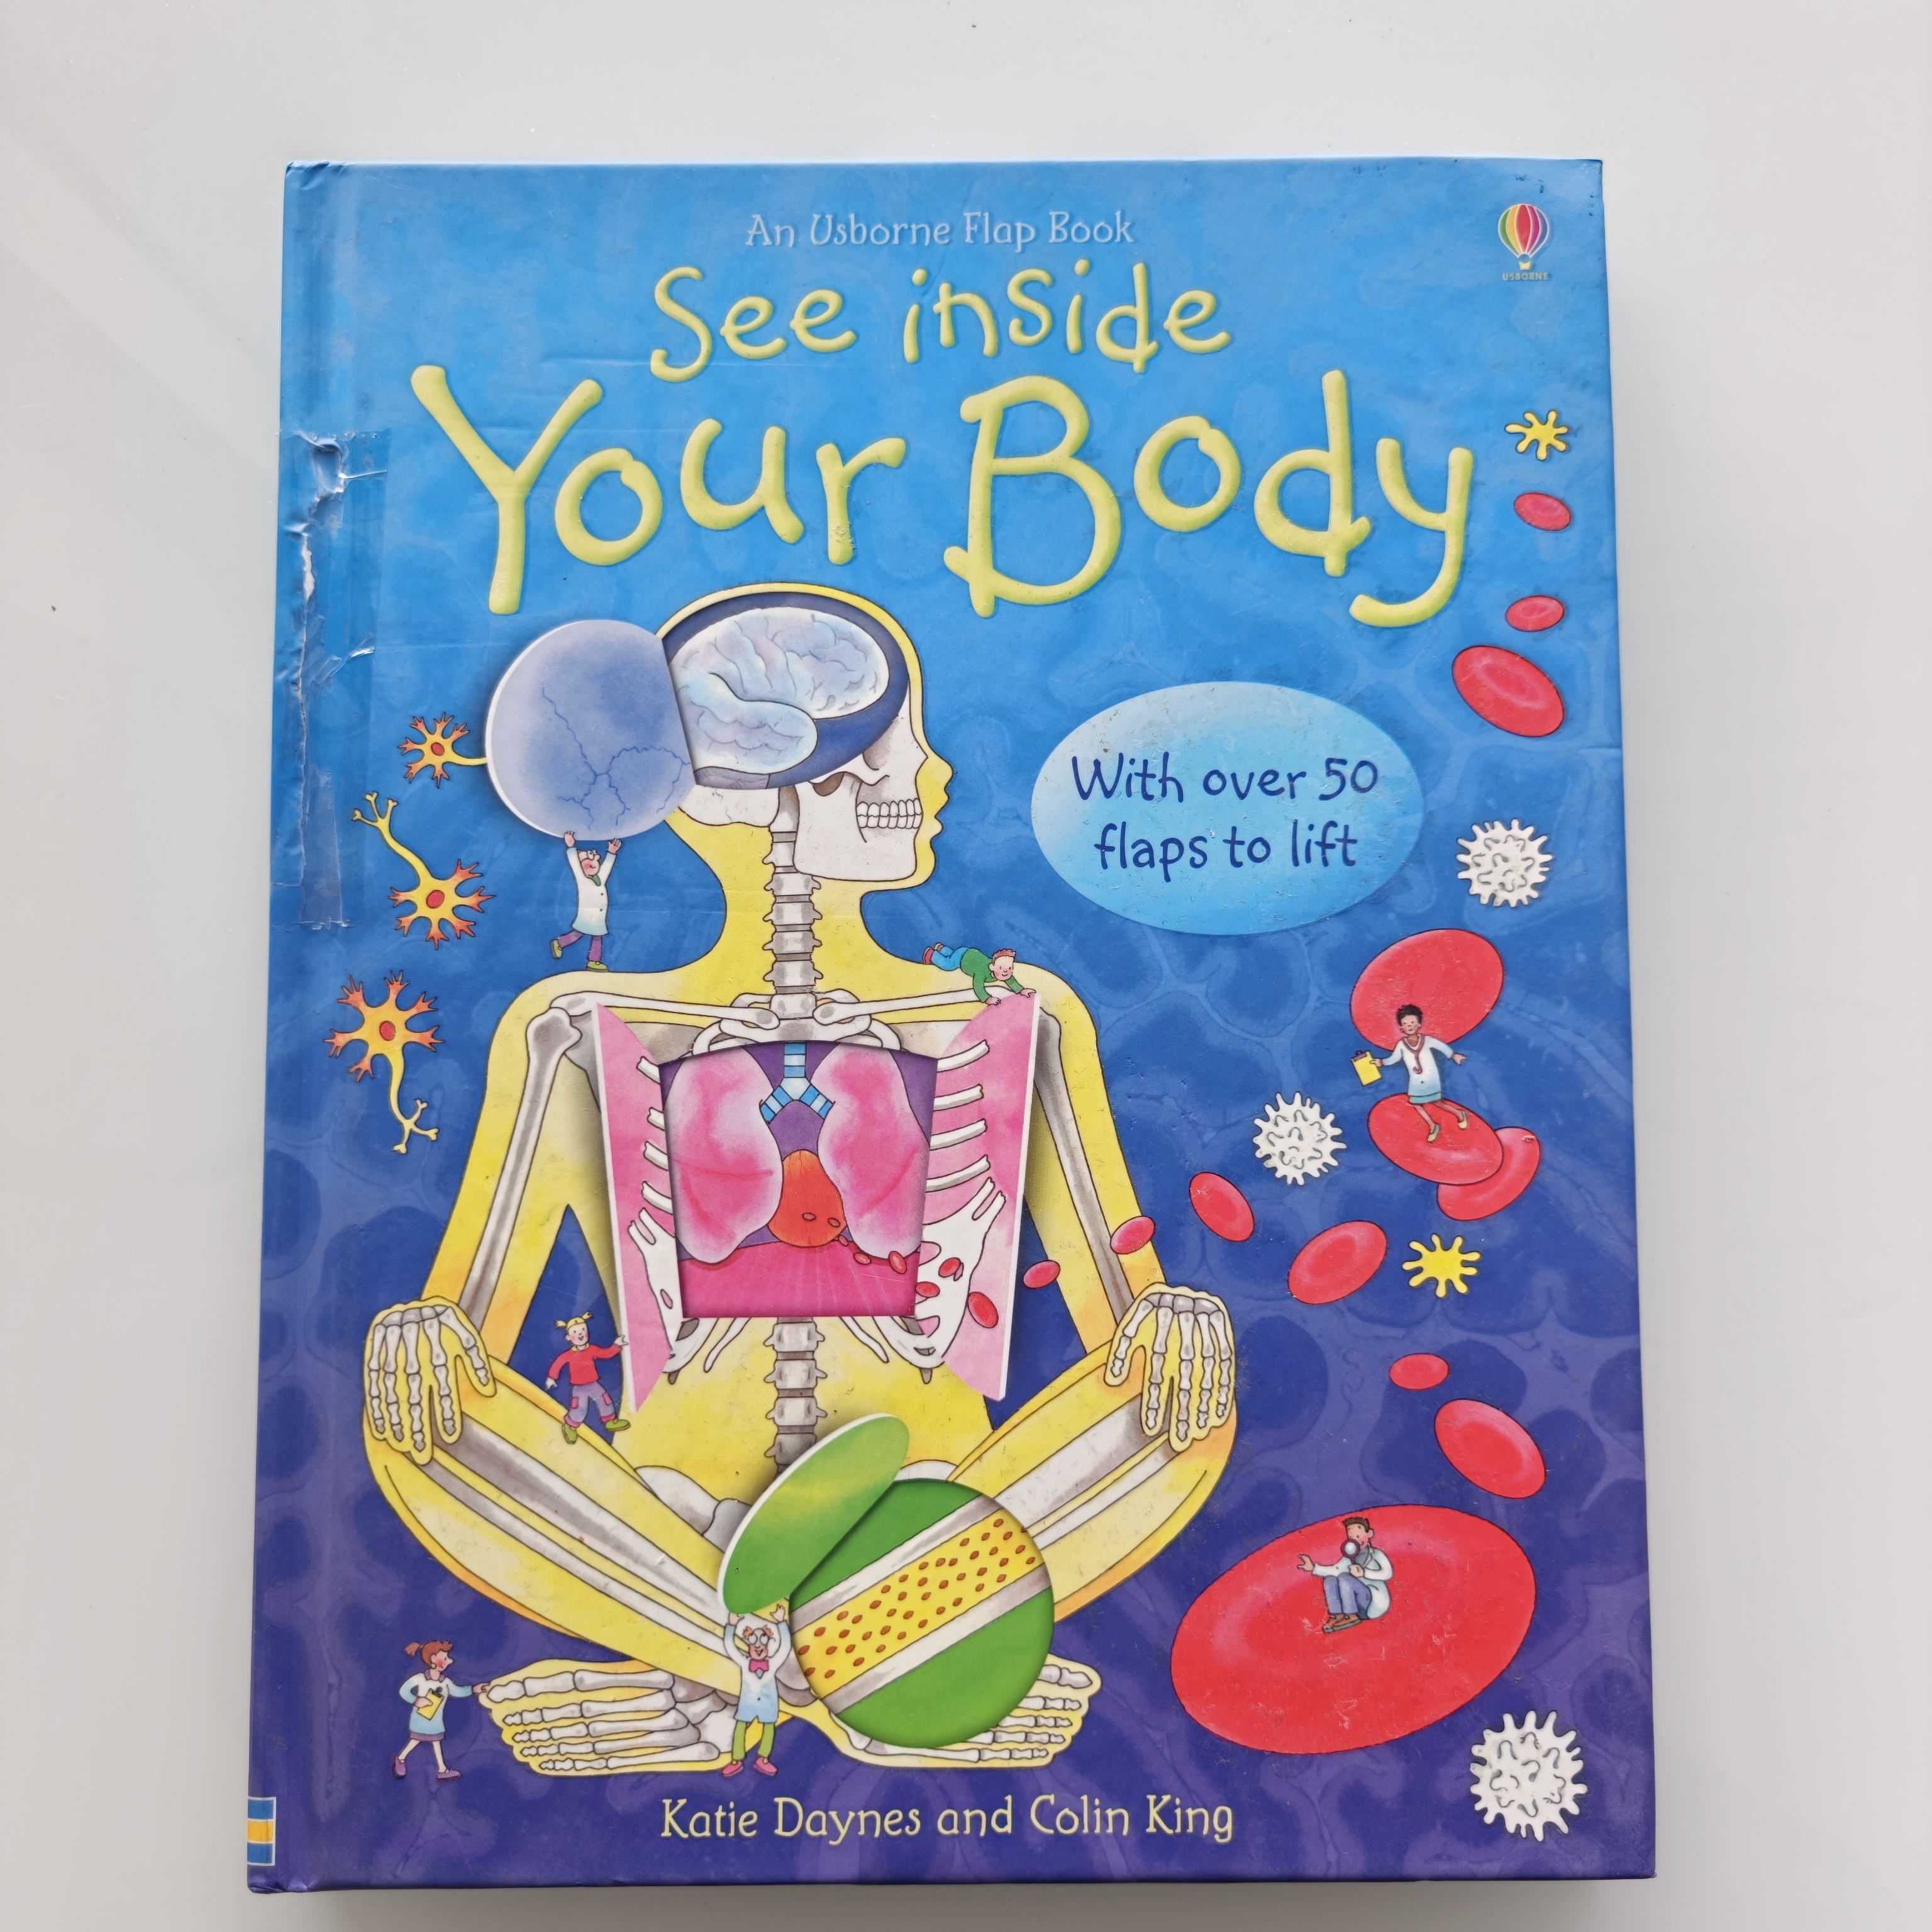 An Usborne Flap Book
USBORNE
See inside
Your Body
With over 50
flaps to lift
Katie Daynes and Colin King